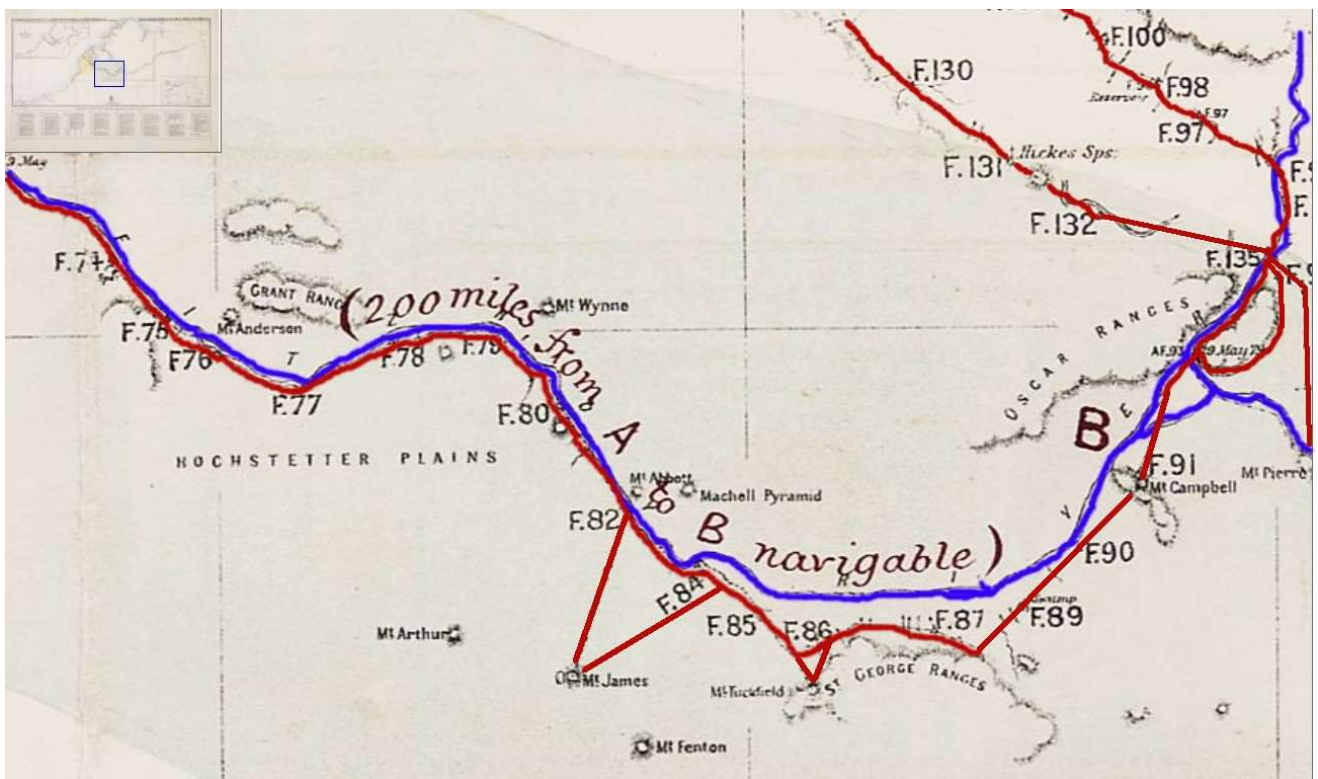 F.100
F.130
F.98
Reservoir
F.97
F.97
F.131
Hickes Sps.
F.132
9 May
F.74
F.135
GRANT RANG
(200 miles, from A to B navigable)
Mt Wynne
F.75
Mt Anderson
F.76
F.78
F.79
F.77
F I T
OSCAR RANGES
AF.93
29 May 79
F.80
B
HOCHSTETTER PLAINS
F.91
Mt Pierre
Mt Abbott
Machell Pyramid
Mt Campbell
F.82
R I V E R
F.90
F.84
F.85
F.86
F.87
F.89
Mt Arthur
Mt James
Mt Tuckfield
ST GEORGE RANGES
Mt Fenton